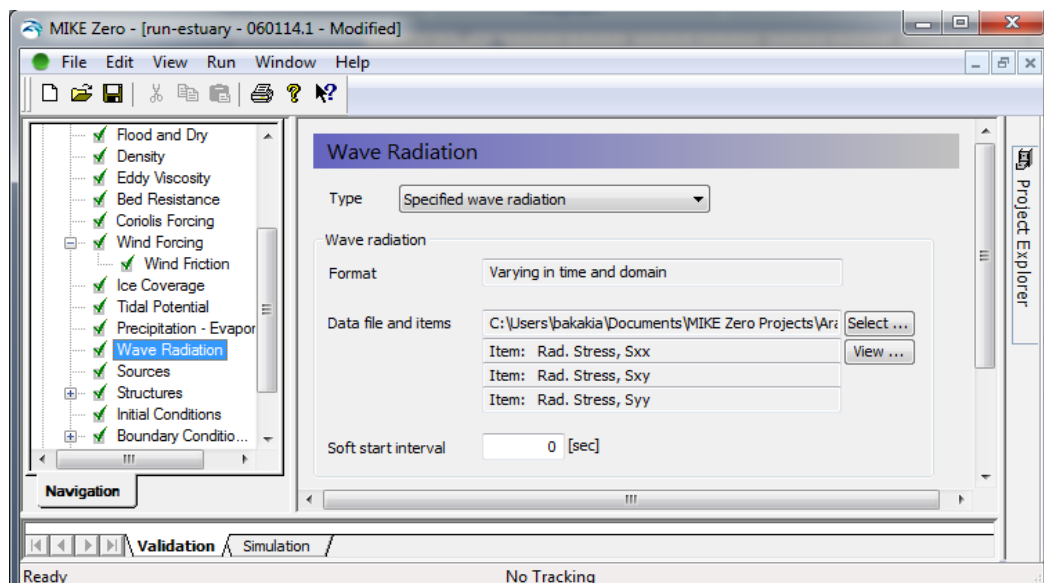 MIKE Zero - [run-estuary - 060114.1 - Modified]
File Edit View Run Window Help
Flood and Dry
Density
Eddy Viscosity
Bed Resistance
Coriolis Forcing
Wind Forcing
Wind Friction
Ice Coverage
Tidal Potential
Precipitation - Evapor
Wave Radiation
Sources
Structures
Initial Conditions
Boundary Conditio...
Navigation
Wave Radiation
Type Specified wave radiation
Wave radiation
Format Varying in time and domain
Data file and items C:\Users\bakakia\Documents\MIKE Zero Projects\Ara Select ...
Item: Rad. Stress, Sxx View ...
Item: Rad. Stress, Sxy
Item: Rad. Stress, Syy
Soft start interval 0 [sec]
Project Explorer
Validation Simulation
Ready No Tracking